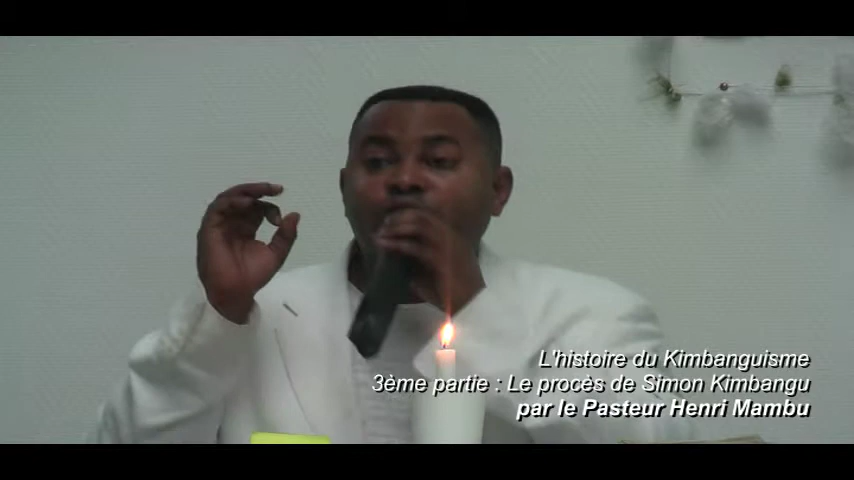 L'histoire du Kimbanguisme
3ème partie : Le procès de Simon Kimbangu
par le Pasteur Henri Mambu